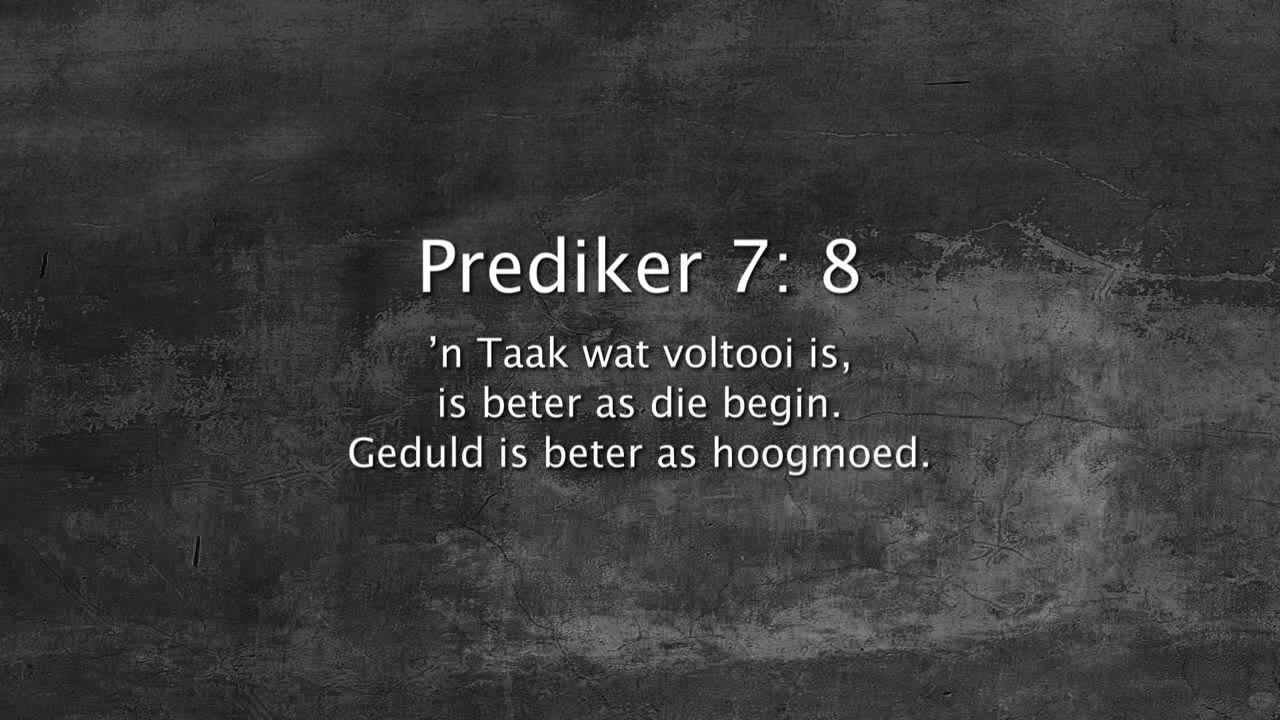 Prediker 7: 8
’n Taak wat voltooi is,
is beter as die begin.
Geduld is beter as hoogmoed.